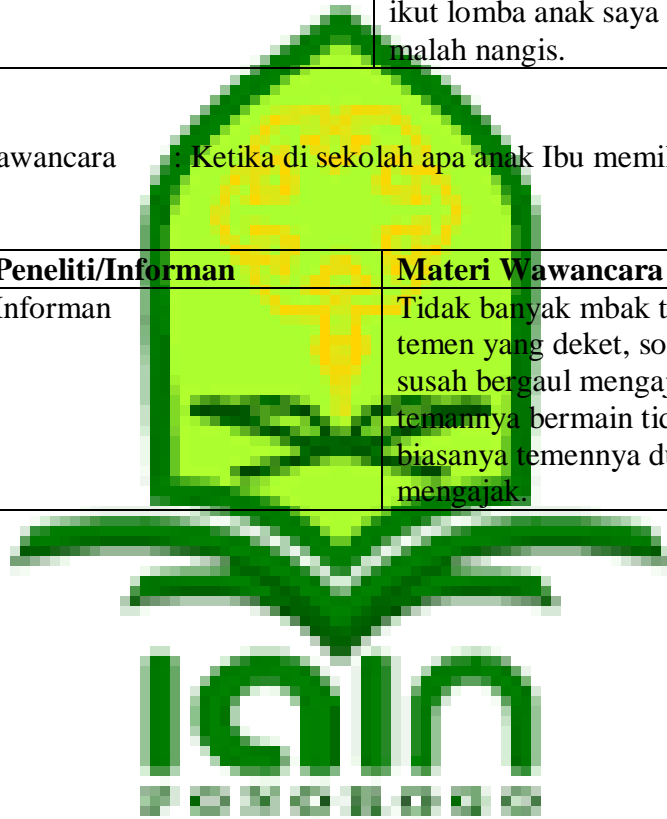 ikut lomba anak saya
malah nangis.
awancara : Ketika di sekolah apa anak Ibu memil
Peneliti/Informan Materi Wawancara
Informan Tidak banyak mbak t
temen yang deket, so
susah bergaul mengaj
temannya bermain tid
biasanya temennya du
mengajak.
iain
PONOROGO